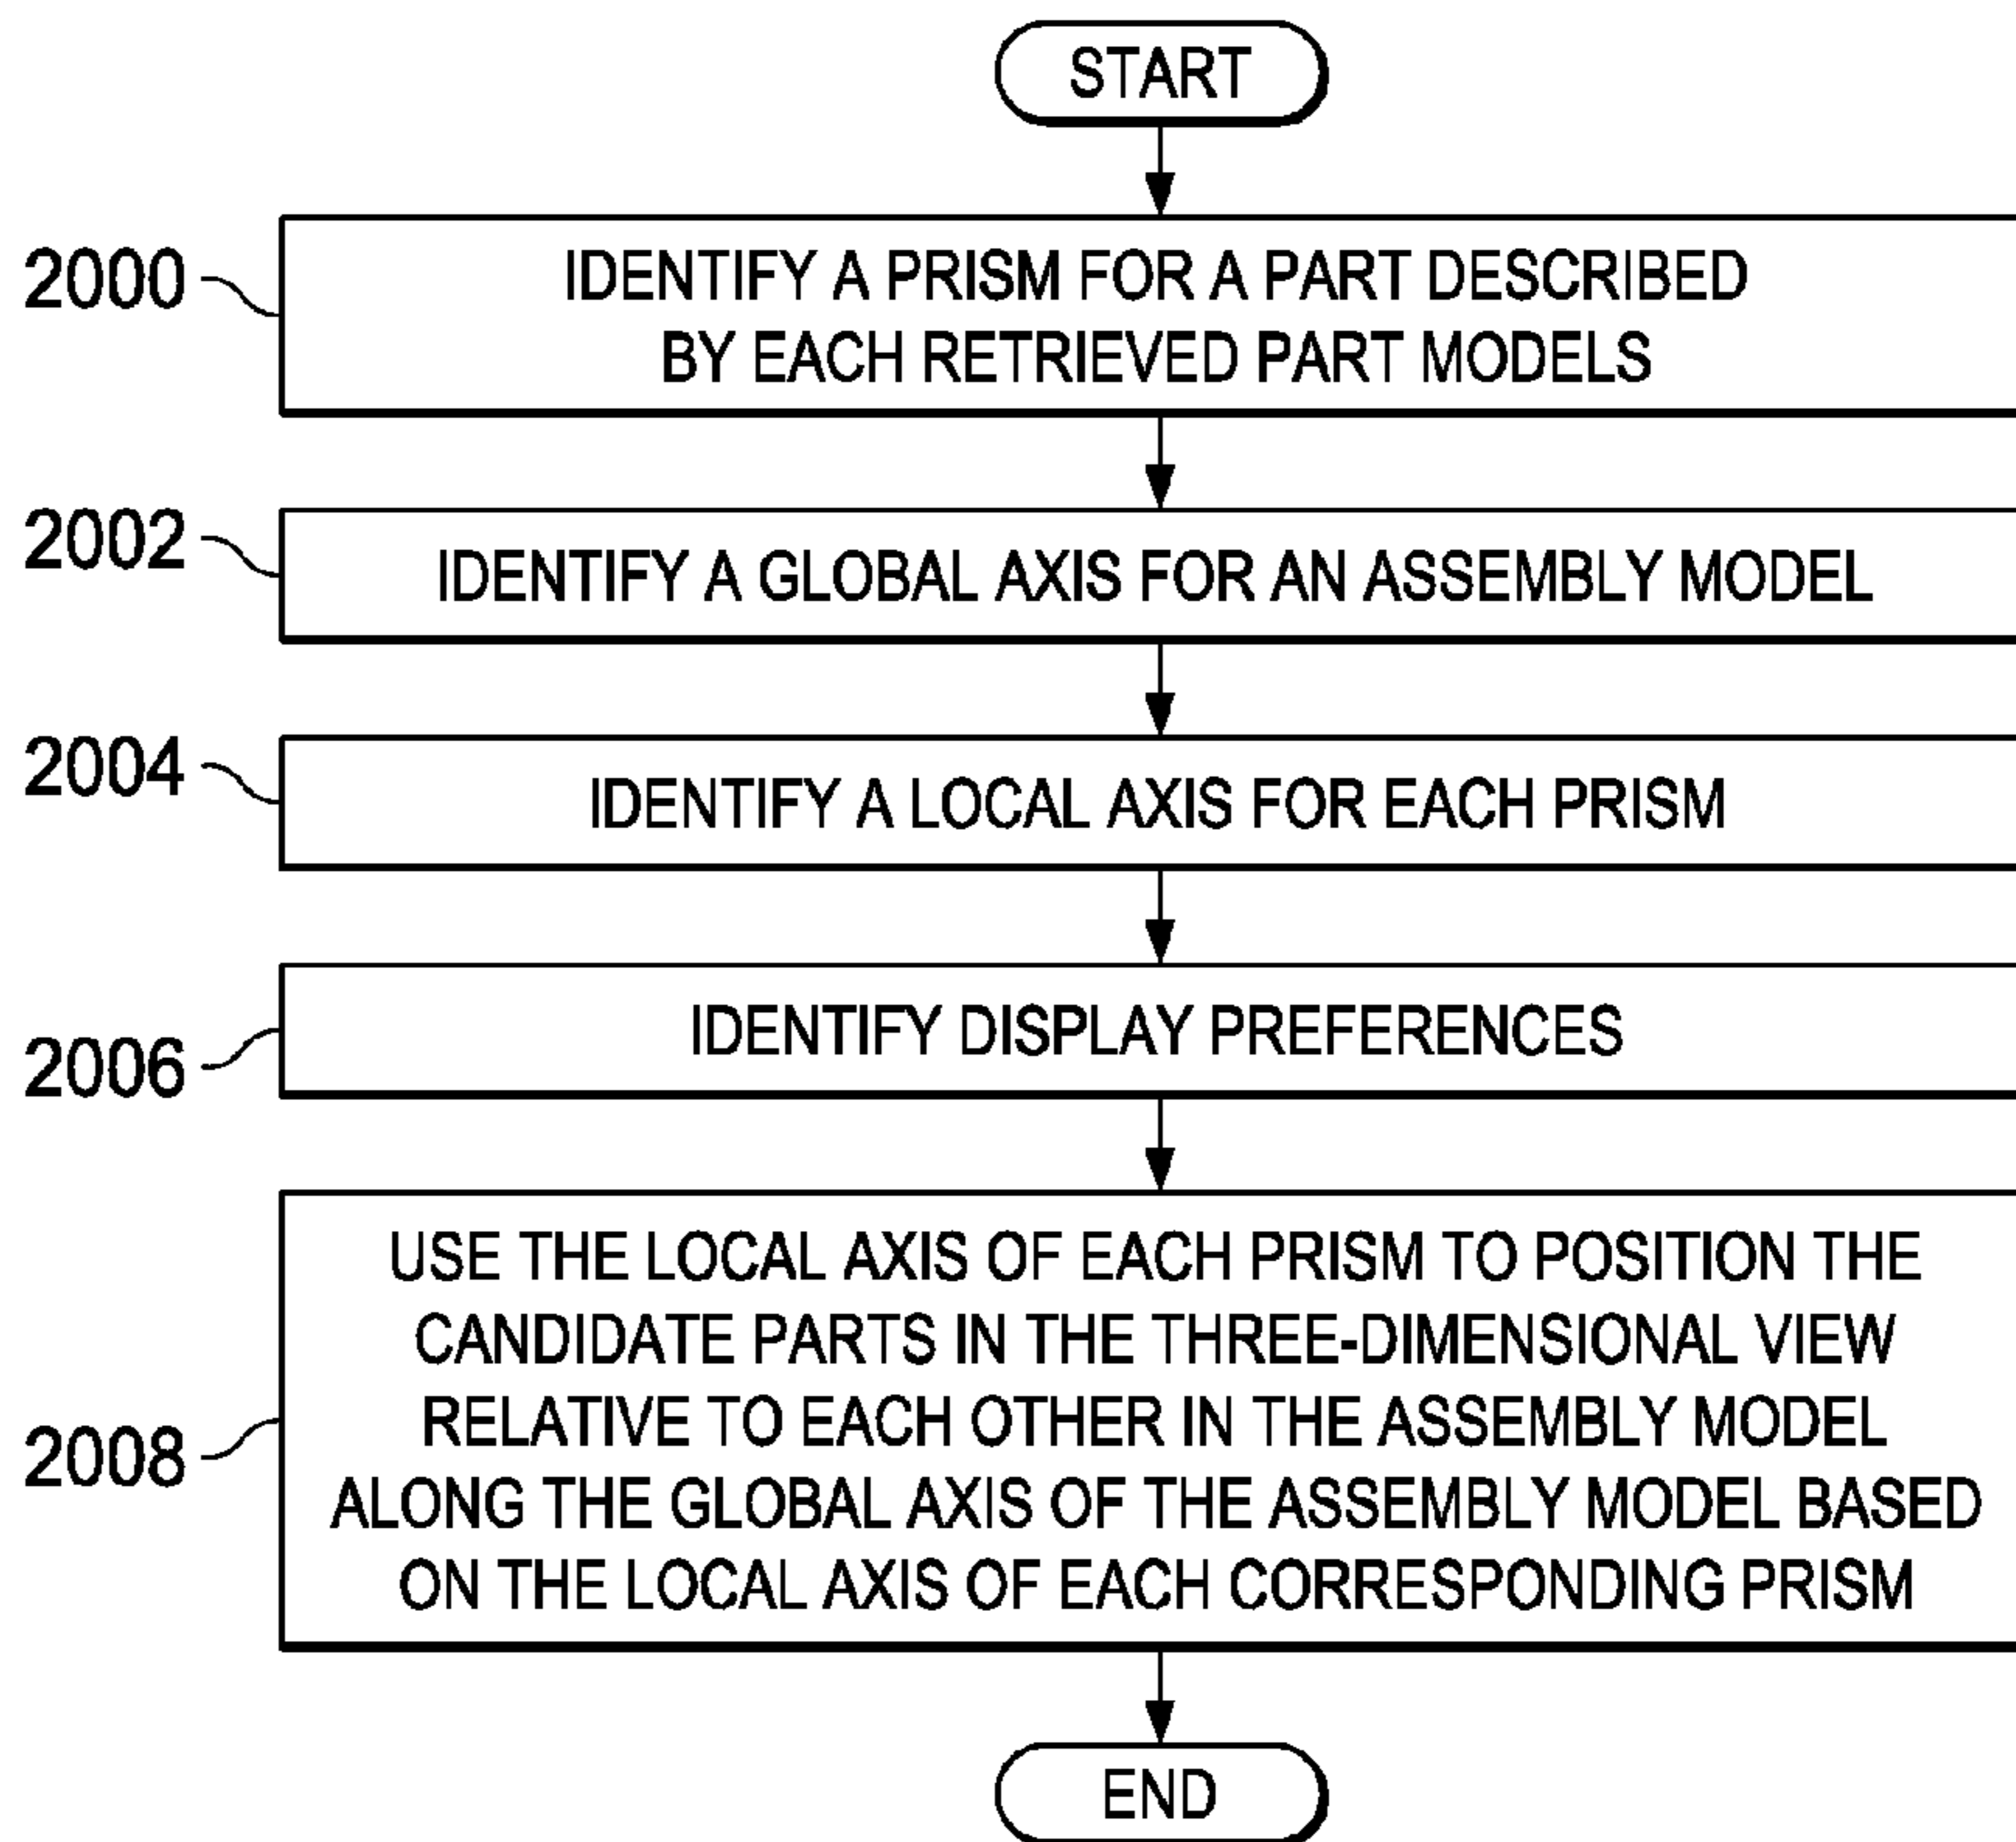 START
2000
IDENTIFY A PRISM FOR A PART DESCRIBED
BY EACH RETRIEVED PART MODELS
2002
IDENTIFY A GLOBAL AXIS FOR AN ASSEMBLY MODEL
2004
IDENTIFY A LOCAL AXIS FOR EACH PRISM
2006
IDENTIFY DISPLAY PREFERENCES
2008
USE THE LOCAL AXIS OF EACH PRISM TO POSITION THE
CANDIDATE PARTS IN THE THREE-DIMENSIONAL VIEW
RELATIVE TO EACH OTHER IN THE ASSEMBLY MODEL
ALONG THE GLOBAL AXIS OF THE ASSEMBLY MODEL BASED
ON THE LOCAL AXIS OF EACH CORRESPONDING PRISM
END